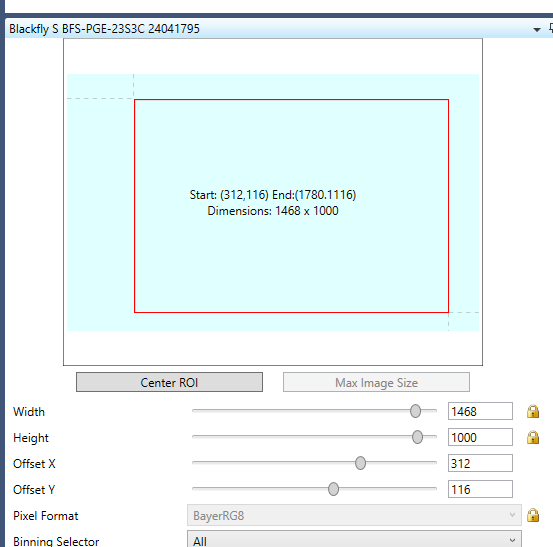 Blackfly S BFS-PGE-23S3C 24041795
Start: (312,116) End:(1780.1116)
Dimensions: 1468 x 1000
Center ROI Max Image Size
Width 1468
Height 1000
Offset X 312
Offset Y 116
Pixel Format BayerRG8
Binning Selector All